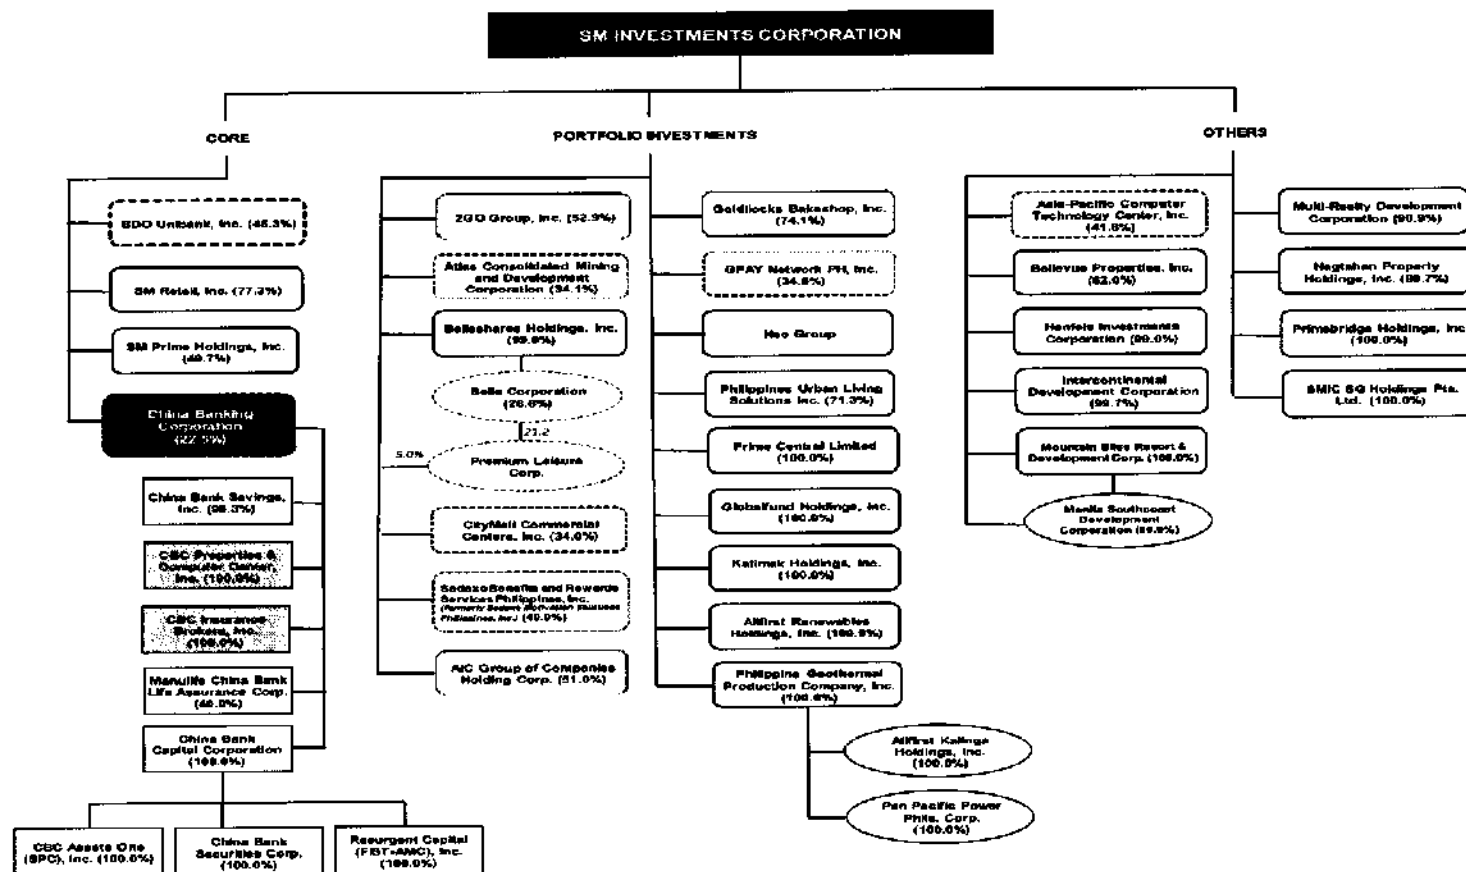 SM INVESTMENTS CORPORATION
CORE
PORTFOLIO INVESTMENTS
OTHERS
BDO Unibank, Inc. (45.3%)
SM Retail, Inc. (77.3%)
SM Prime Holdings, Inc.
(49.7%)
China Banking
Corporation
(22.5%)
China Bank Savings,
Inc. (98.3%)
CBC Properties &
Computer Center,
Inc. (100.0%)
CBC Insurance
Brokers, Inc.
(100.0%)
Manulife China Bank
Life Assurance Corp.
(40.0%)
China Bank
Capital Corporation
(100.0%)
CBC Assets One
(SPC), Inc. (100.0%)
China Bank
Securities Corp.
(100.0%)
Resurgent Capital
(FIST-AMC), Inc.
(100.0%)
2GO Group, Inc. (52.9%)
Atlas Consolidated Mining
and Development
Corporation (34.1%)
Belleshares Holdings, Inc.
(99.0%)
Belle Corporation
(26.6%)
21.2
5.0%
Premium Leisure
Corp.
CityMall Commercial
Centers, Inc. (34.0%)
Sodexo Benefits and Rewards
Services Philippines, Inc.
(Formerly Sodexo Motivation Solutions
Philippines, Inc.) (40.0%)
AIC Group of Companies
Holding Corp. (51.0%)
Goldilocks Bakeshop, Inc.
(74.1%)
GPAY Network PH, Inc.
(34.8%)
Neo Group
Philippines Urban Living
Solutions Inc. (71.3%)
Prime Central Limited
(100.0%)
Globalfund Holdings, Inc.
(100.0%)
Katimak Holdings, Inc.
(100.0%)
Allfirst Renewables
Holdings, Inc. (100.0%)
Philippine Geothermal
Production Company, Inc.
(100.0%)
Allfirst Kalinga
Holdings, Inc.
(100.0%)
Pan Pacific Power
Phils. Corp.
(100.0%)
Asia-Pacific Computer
Technology Center, Inc.
(41.6%)
Bellevue Properties, Inc.
(62.0%)
Henfels Investments
Corporation (99.0%)
Intercontinental
Development Corporation
(99.7%)
Mountain Bliss Resort &
Development Corp. (100.0%)
Manila Southcoast
Development
Corporation
Multi-Realty Development
Corporation (90.9%)
Nagtahan Property
Holdings, Inc. (99.7%)
Primebridge Holdings, Inc
(100.0%)
SMIC SG Holdings Pte.
Ltd. (100.0%)